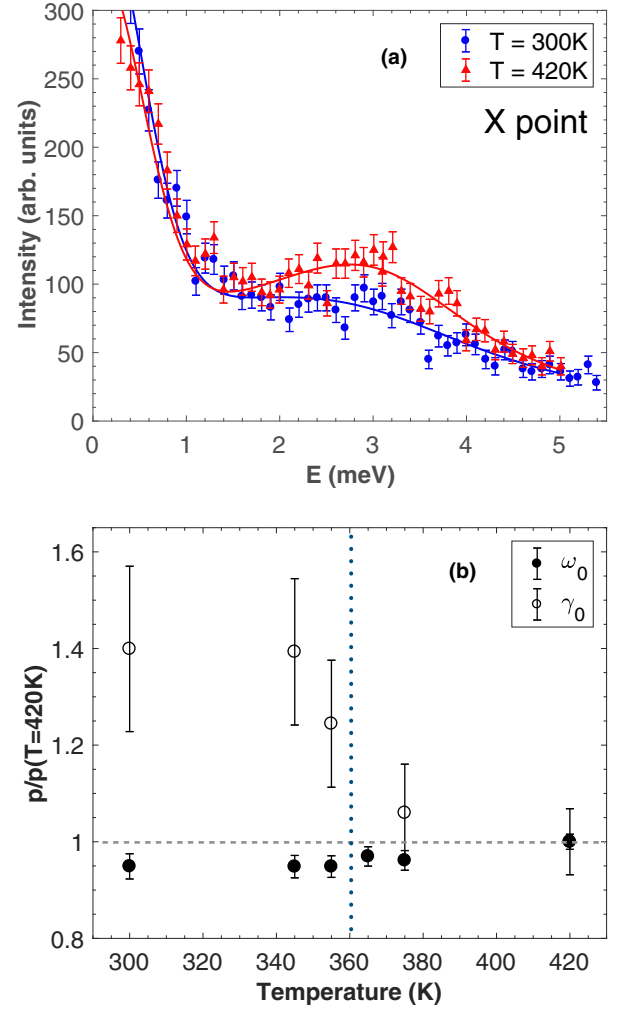 300
250
200
150
100
50
0
Intensity (arb. units)
(a)
T = 300K
T = 420K
X point
0 1 2 3 4 5
E (meV)
1.6
1.4
1.2
1
0.8
p/p(T=420K)
(b)
ω_0
γ_0
300 320 340 360 380 400 420
Temperature (K)